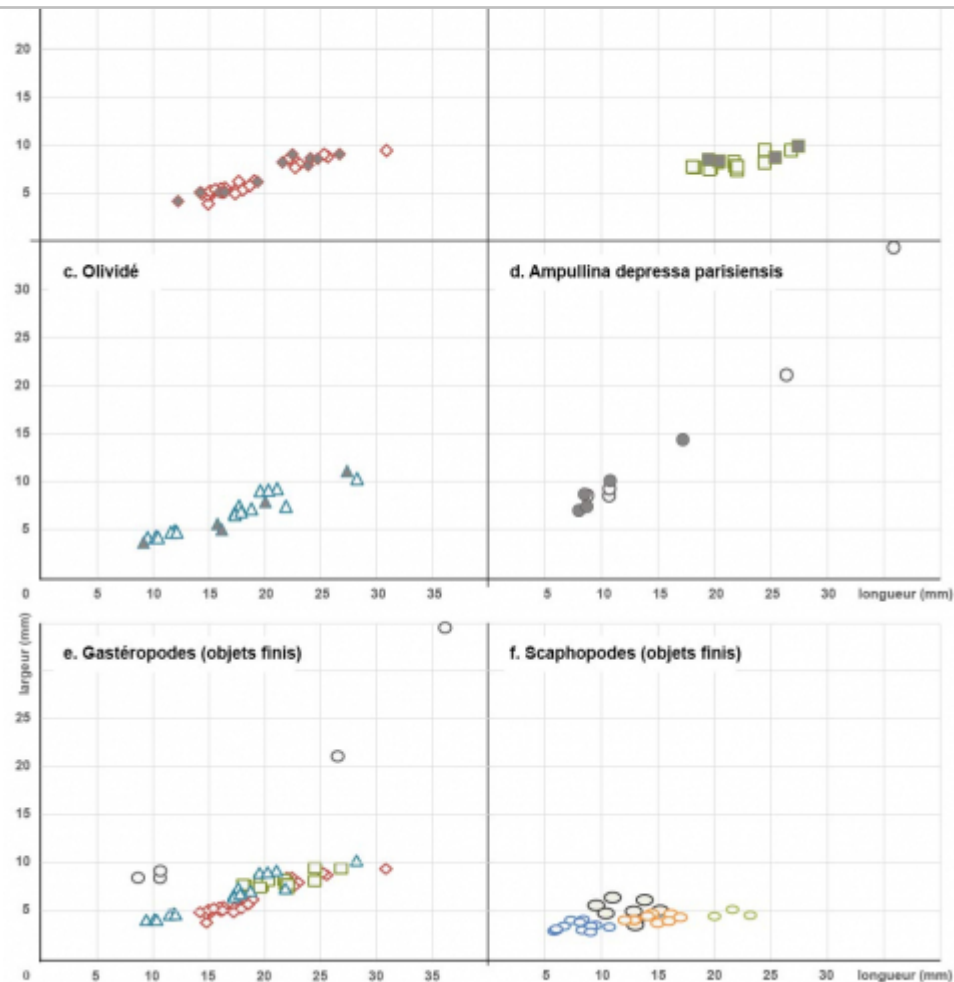 20
15
10
5
c. Olividé
d. Ampullina depressa parisiensis
30
25
20
15
10
5
0 5 10 15 20 25 30 35 5 10 15 20 25 30 longueur (mm)
largeur (mm)
e. Gastéropodes (objets finis)
f. Scaphopodes (objets finis)
25
20
15
10
5
0 5 10 15 20 25 30 35 5 10 15 20 25 30 longueur (mm)